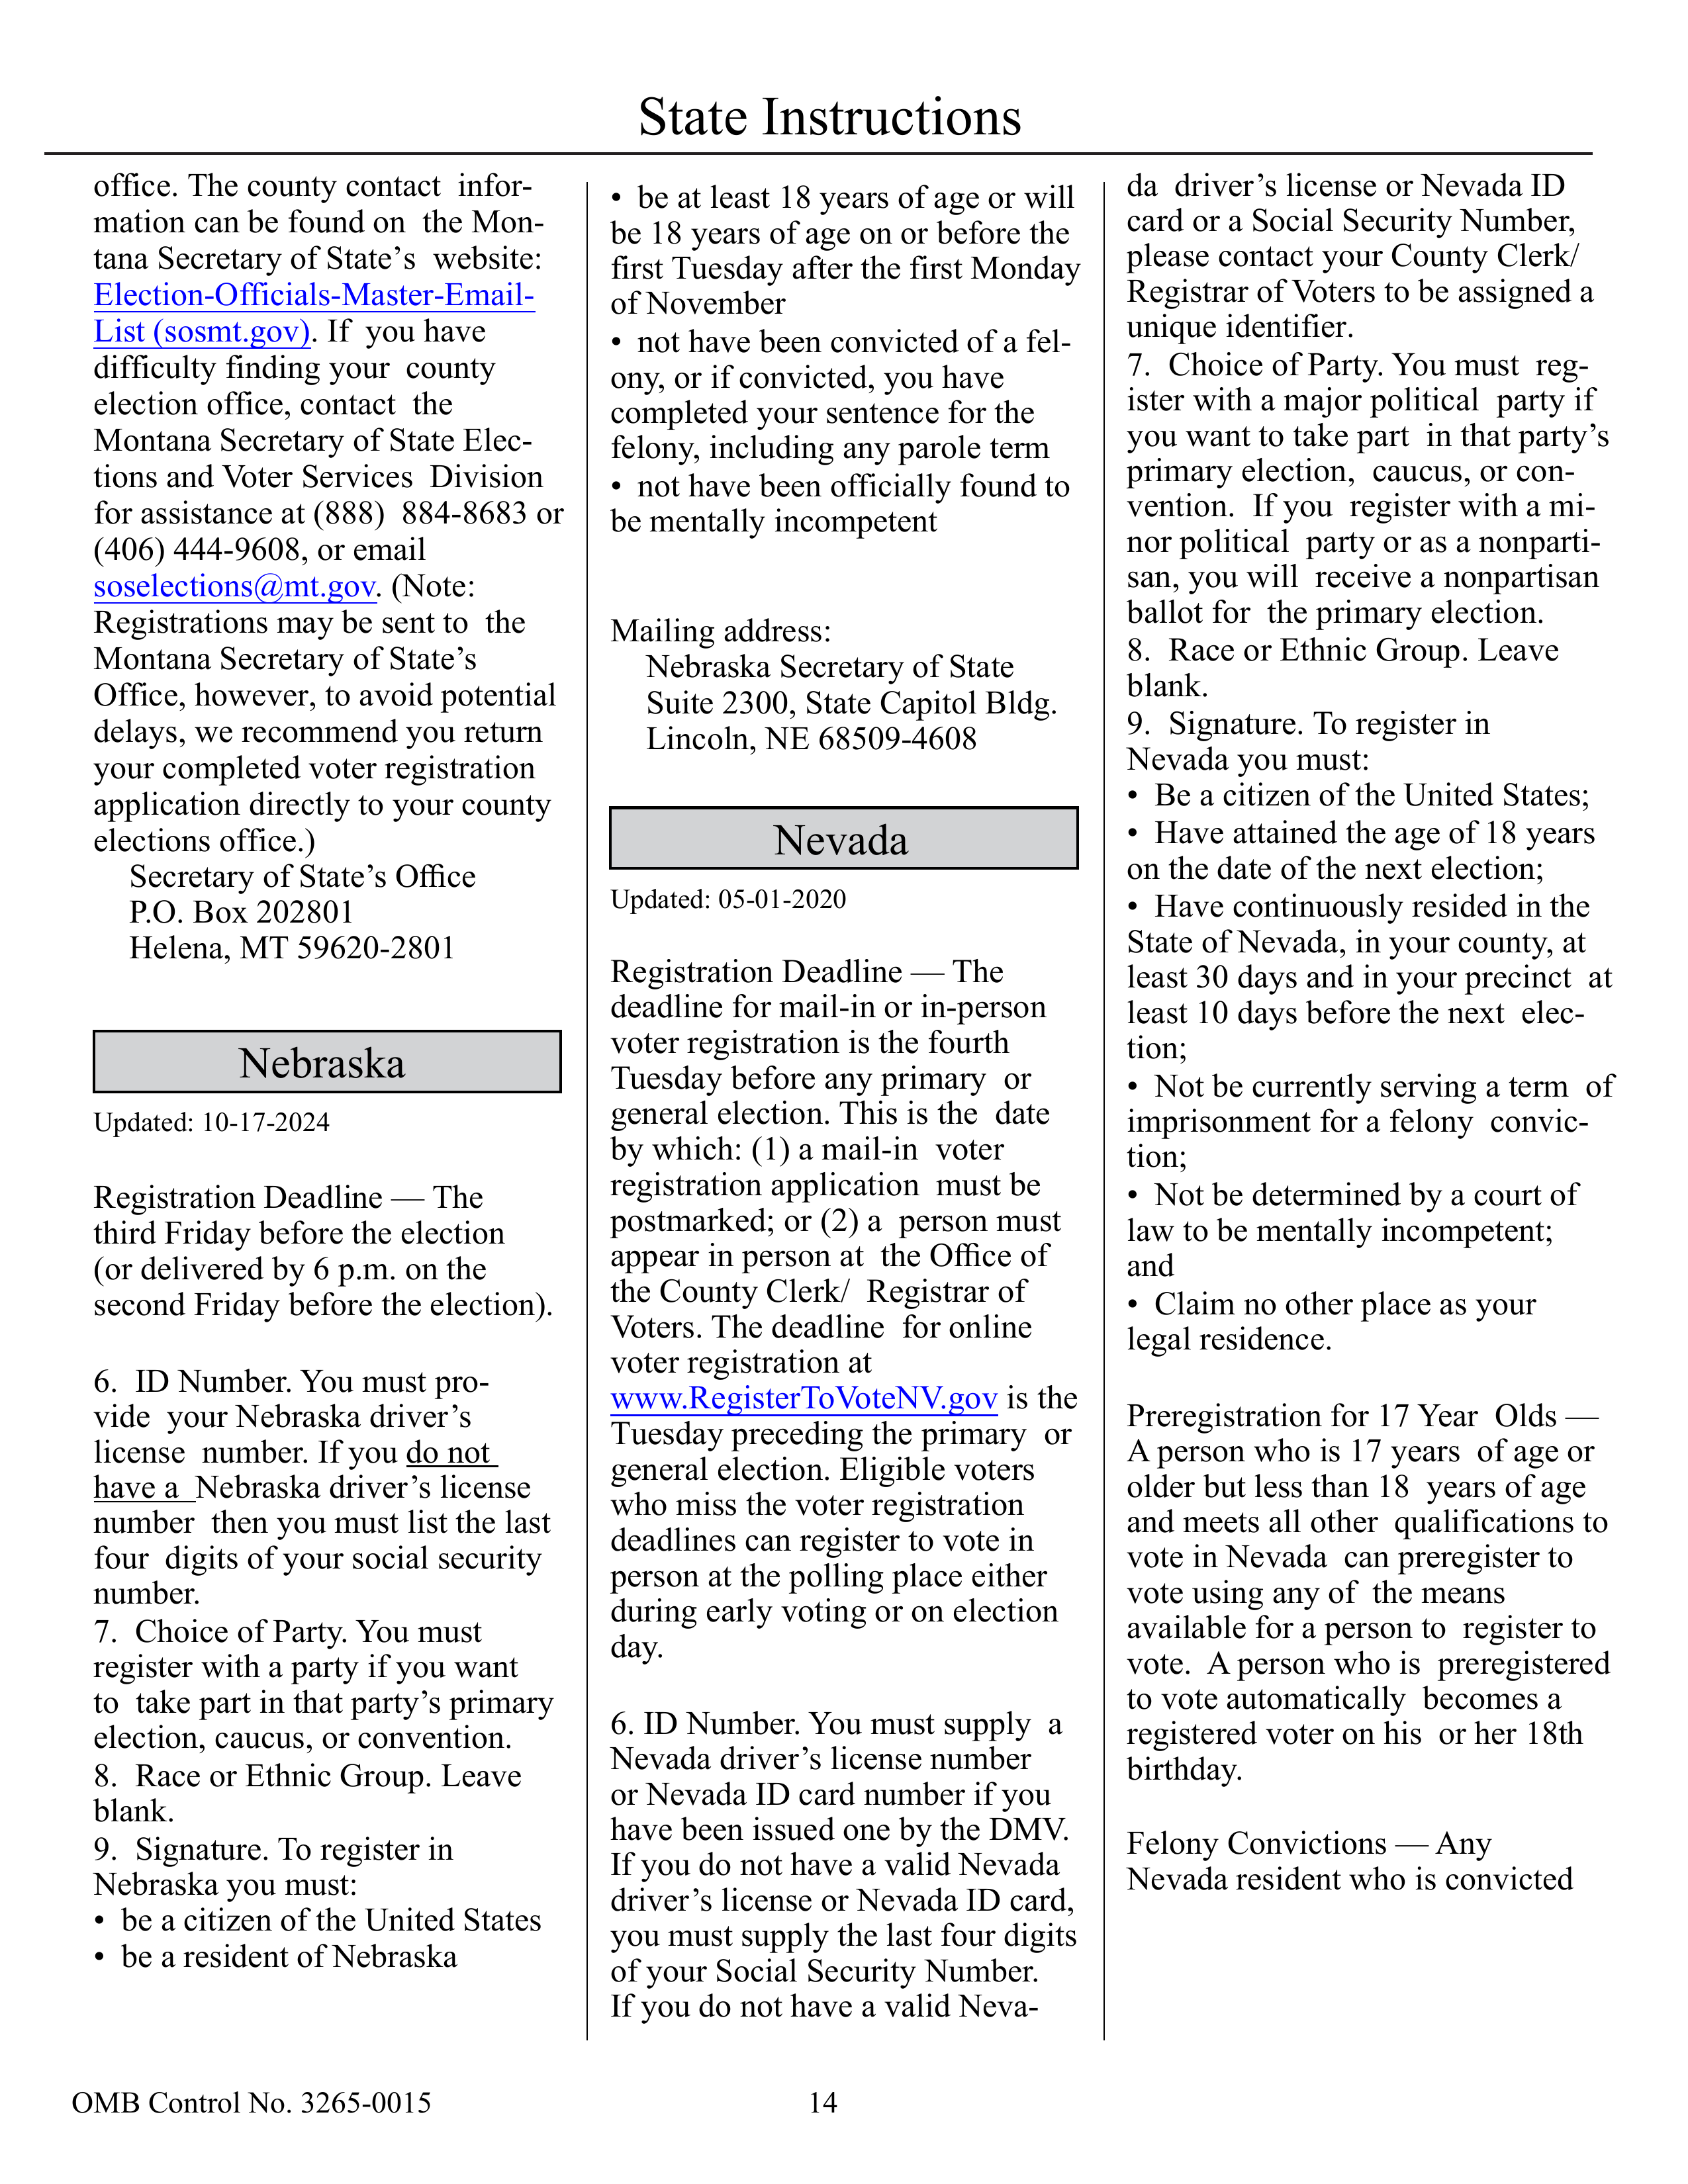 State Instructions
office. The county contact infor-
mation can be found on the Mon-
tana Secretary of State's website:
Election-Officials-Master-Email-
List (sosmt.gov). If you have
difficulty finding your county
election office, contact the
Montana Secretary of State Elec-
tions and Voter Services Division
for assistance at (888) 884-8683 or
(406) 444-9608, or email
soselections@mt.gov. (Note:
Registrations may be sent to the
Montana Secretary of State's
Office, however, to avoid potential
delays, we recommend you return
your completed voter registration
application directly to your county
elections office.)
Secretary of State's Office
P.O. Box 202801
Helena, MT 59620-2801
Nebraska
Updated: 10-17-2024
Registration Deadline — The
third Friday before the election
(or delivered by 6 p.m. on the
second Friday before the election).
6. ID Number. You must pro-
vide your Nebraska driver's
license number. If you do not
have a Nebraska driver's license
number then you must list the last
four digits of your social security
number.
7. Choice of Party. You must
register with a party if you want
to take part in that party's primary
election, caucus, or convention.
8. Race or Ethnic Group. Leave
blank.
9. Signature. To register in
Nebraska you must:
• be a citizen of the United States
• be a resident of Nebraska
• be at least 18 years of age or will
be 18 years of age on or before the
first Tuesday after the first Monday
of November
• not have been convicted of a fel-
ony, or if convicted, you have
completed your sentence for the
felony, including any parole term
• not have been officially found to
be mentally incompetent
Mailing address:
Nebraska Secretary of State
Suite 2300, State Capitol Bldg.
Lincoln, NE 68509-4608
Nevada
Updated: 05-01-2020
Registration Deadline — The
deadline for mail-in or in-person
voter registration is the fourth
Tuesday before any primary or
general election. This is the date
by which: (1) a mail-in voter
registration application must be
postmarked; or (2) a person must
appear in person at the Office of
the County Clerk/ Registrar of
Voters. The deadline for online
voter registration at
www.RegisterToVoteNV.gov is the
Tuesday preceding the primary or
general election. Eligible voters
who miss the voter registration
deadlines can register to vote in
person at the polling place either
during early voting or on election
day.
6. ID Number. You must supply a
Nevada driver's license number
or Nevada ID card number if you
have been issued one by the DMV.
If you do not have a valid Nevada
driver's license or Nevada ID card,
you must supply the last four digits
of your Social Security Number.
If you do not have a valid Neva-
da driver's license or Nevada ID
card or a Social Security Number,
please contact your County Clerk/
Registrar of Voters to be assigned a
unique identifier.
7. Choice of Party. You must reg-
ister with a major political party if
you want to take part in that party's
primary election, caucus, or con-
vention. If you register with a mi-
nor political party or as a nonparti-
san, you will receive a nonpartisan
ballot for the primary election.
8. Race or Ethnic Group. Leave
blank.
9. Signature. To register in
Nevada you must:
• Be a citizen of the United States;
• Have attained the age of 18 years
on the date of the next election;
• Have continuously resided in the
State of Nevada, in your county, at
least 30 days and in your precinct at
least 10 days before the next elec-
tion;
• Not be currently serving a term of
imprisonment for a felony convic-
tion;
• Not be determined by a court of
law to be mentally incompetent;
and
• Claim no other place as your
legal residence.
Preregistration for 17 Year Olds —
A person who is 17 years of age or
older but less than 18 years of age
and meets all other qualifications to
vote in Nevada can preregister to
vote using any of the means
available for a person to register to
vote. A person who is preregistered
to vote automatically becomes a
registered voter on his or her 18th
birthday.
Felony Convictions — Any
Nevada resident who is convicted
OMB Control No. 3265-0015
14